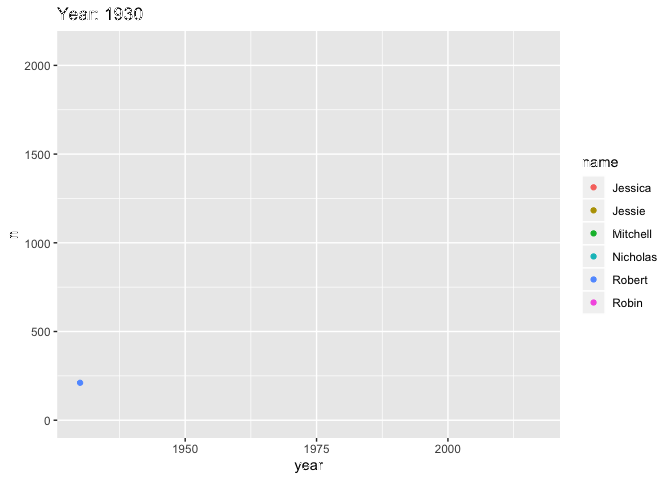 Year: 1930
2000
1500
1000
500
0
n
1950
1975
2000
year
name
Jessica
Jessie
Mitchell
Nicholas
Robert
Robin